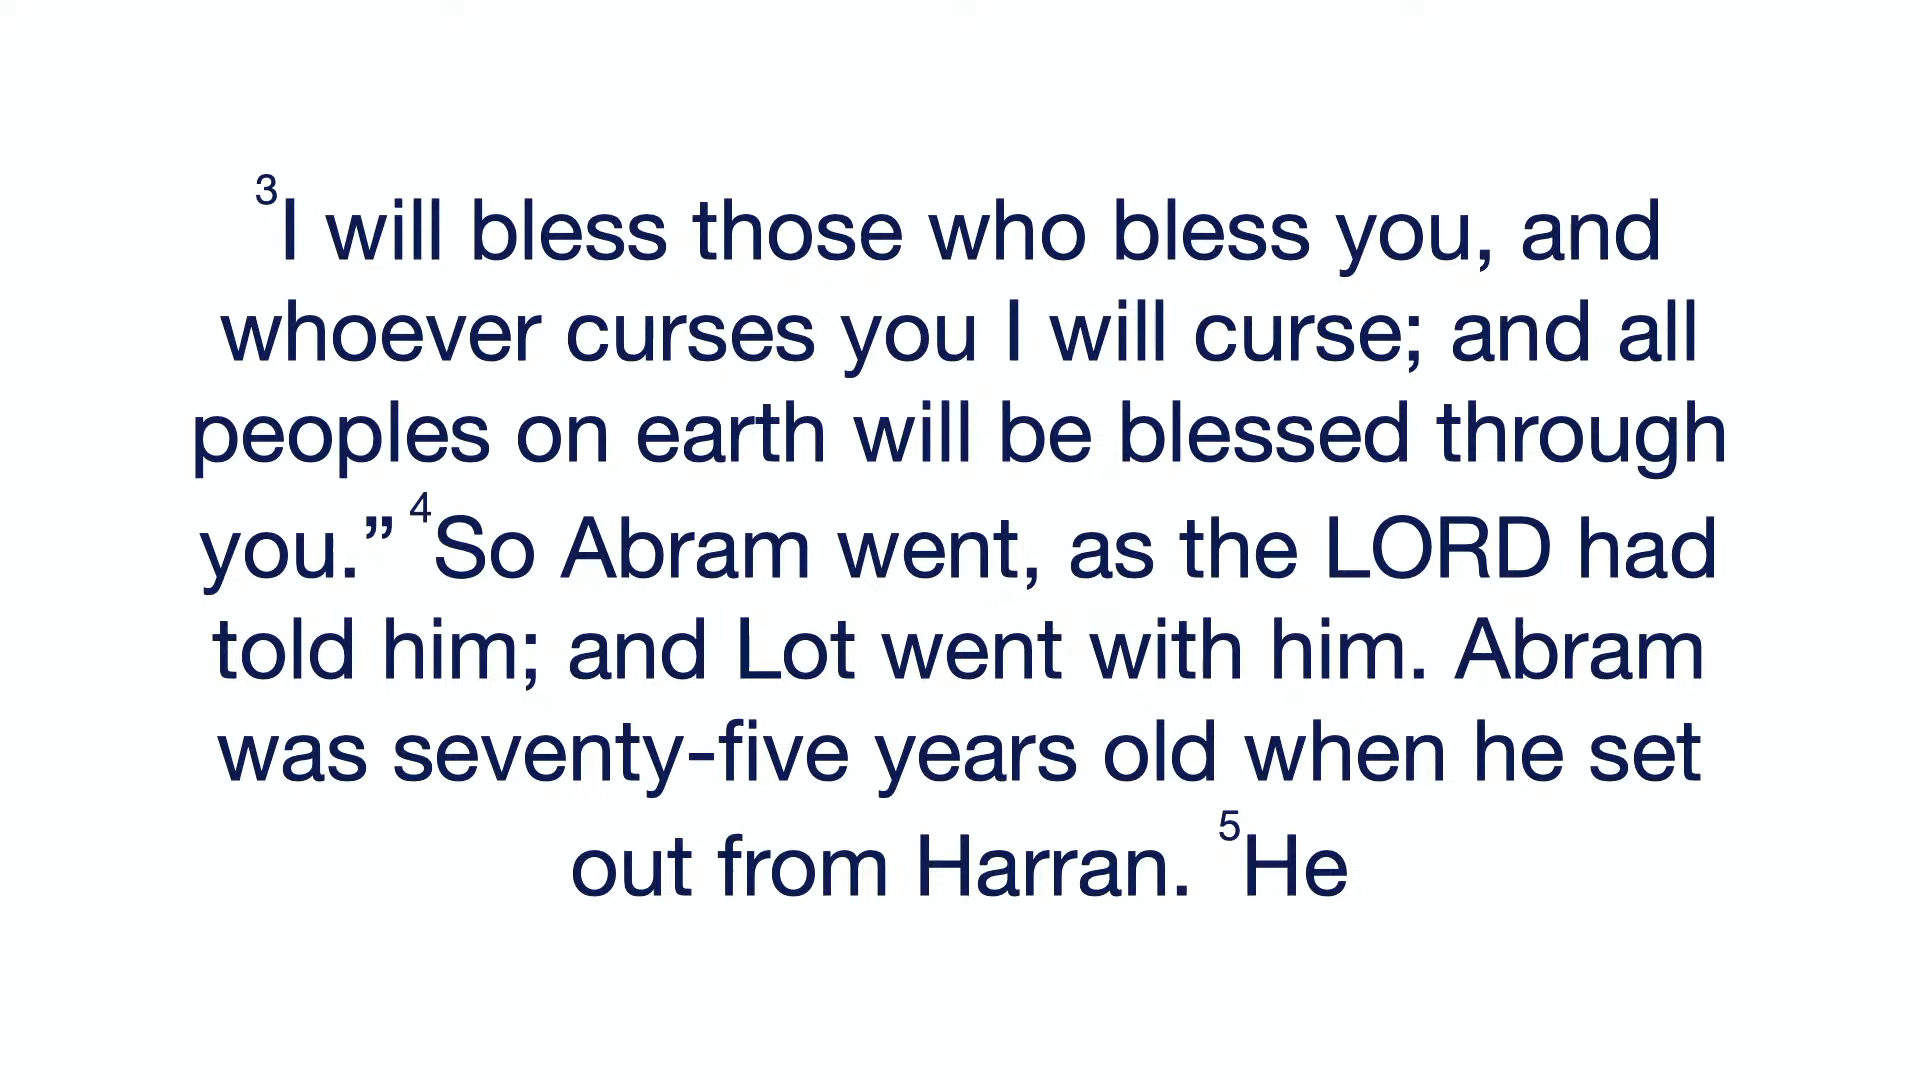 ³I will bless those who bless you, and
whoever curses you I will curse; and all
peoples on earth will be blessed through
you.” ⁴So Abram went, as the LORD had
told him; and Lot went with him. Abram
was seventy-five years old when he set
out from Harran. ⁵He